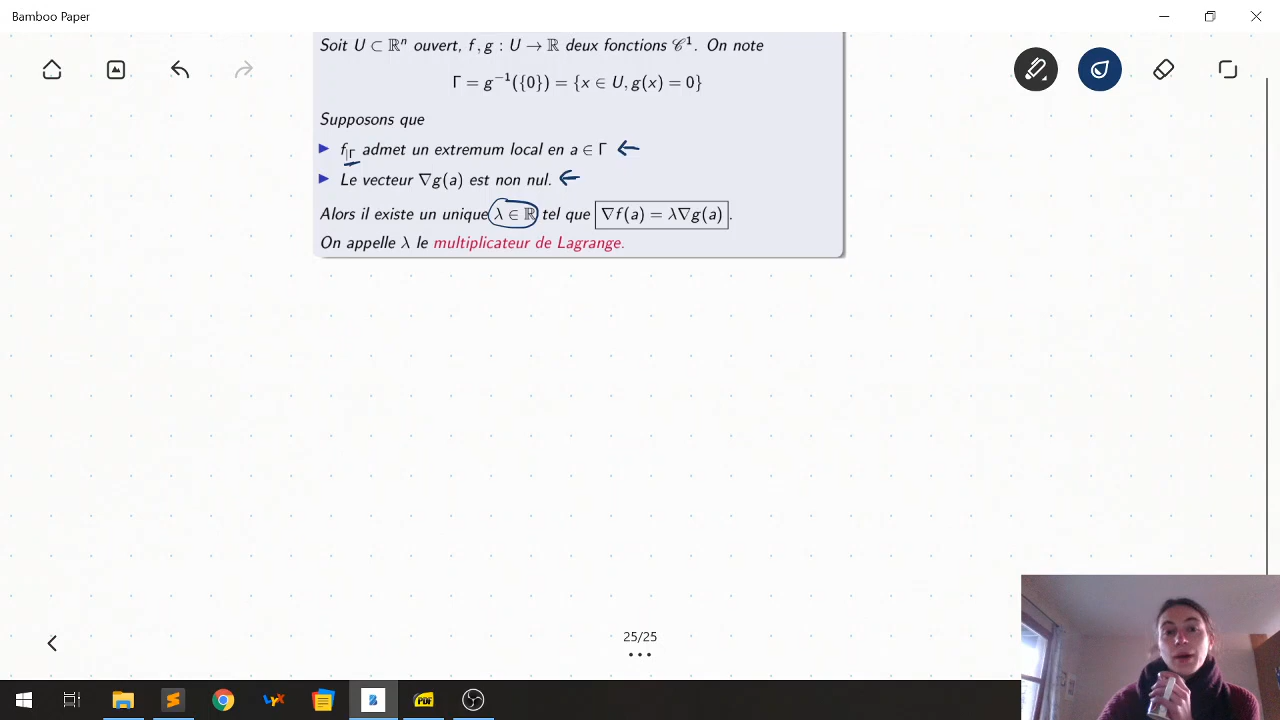 Bamboo Paper
Soit U ⊂ ℝⁿ ouvert, f, g : U → ℝ deux fonctions 𝒞¹. On note
Γ = g⁻¹({0}) = {x ∈ U, g(x) = 0}
Supposons que
▶ f|Γ admet un extremum local en a ∈ Γ ←
▶ Le vecteur ∇g(a) est non nul. ←
Alors il existe un unique λ ∈ ℝ tel que ∇f(a) = λ∇g(a).
On appelle λ le multiplicateur de Lagrange.
25/25
PDF